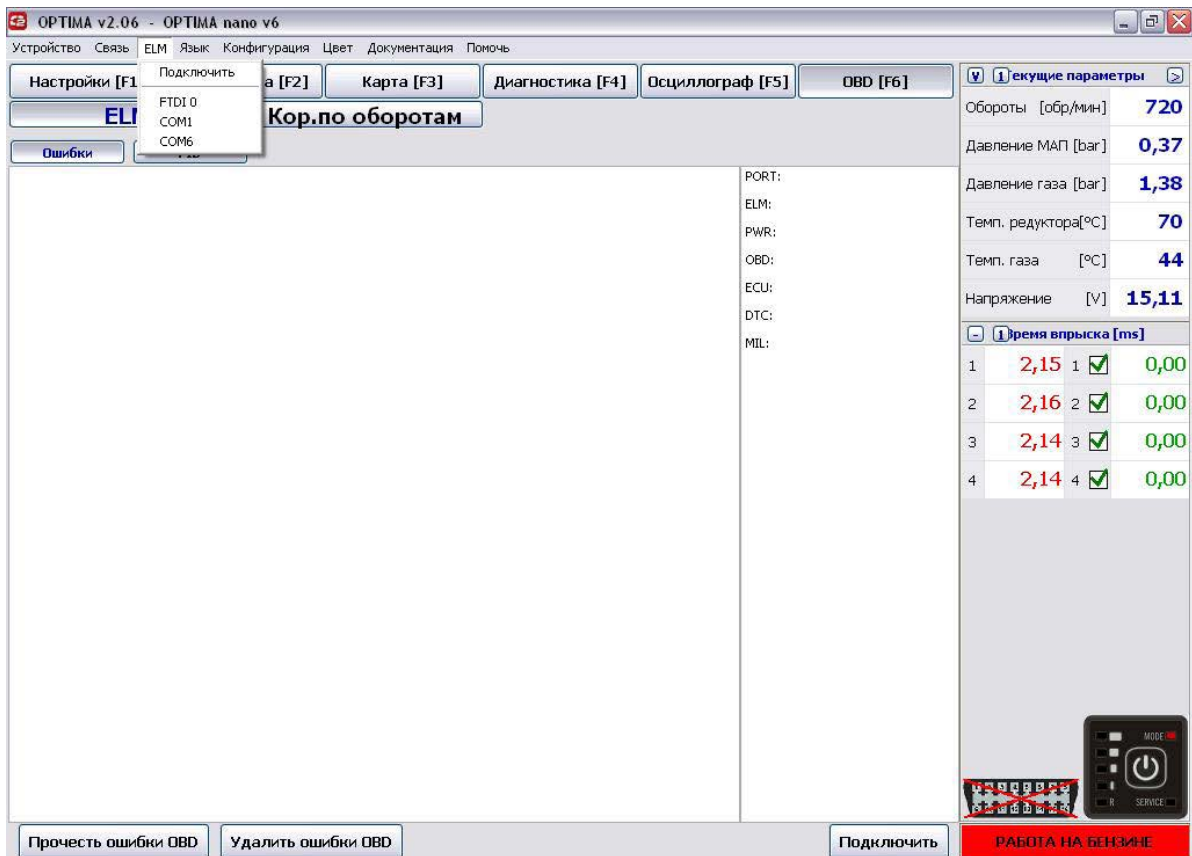 OPTIMA v2.06 - OPTIMA nano v6
Устройство Связь ELM Язык Конфигурация Цвет Документация Помочь
Подключить
FTDI 0
COM1
COM6
Настройки [F1
а [F2]
Карта [F3]
Диагностика [F4]
Осциллограф [F5]
OBD [F6]
Кор.по оборотам
Ошибки
PORT:
ELM:
PWR:
OBD:
ECU:
DTC:
MIL:
1 екущие параметры
Обороты [обр/мин] 720
Давление МАП [bar] 0,37
Давление газа [bar] 1,38
Темп. редуктора[°C] 70
Темп. газа [°C] 44
Напряжение [V] 15,11
1 Время впрыска [ms]
1 2,15 1 0,00
2 2,16 2 0,00
3 2,14 3 0,00
4 2,14 4 0,00
MODE
R SERVICE
Прочесть ошибки OBD
Удалить ошибки OBD
Подключить
РАБОТА НА БЕНЗИНЕ